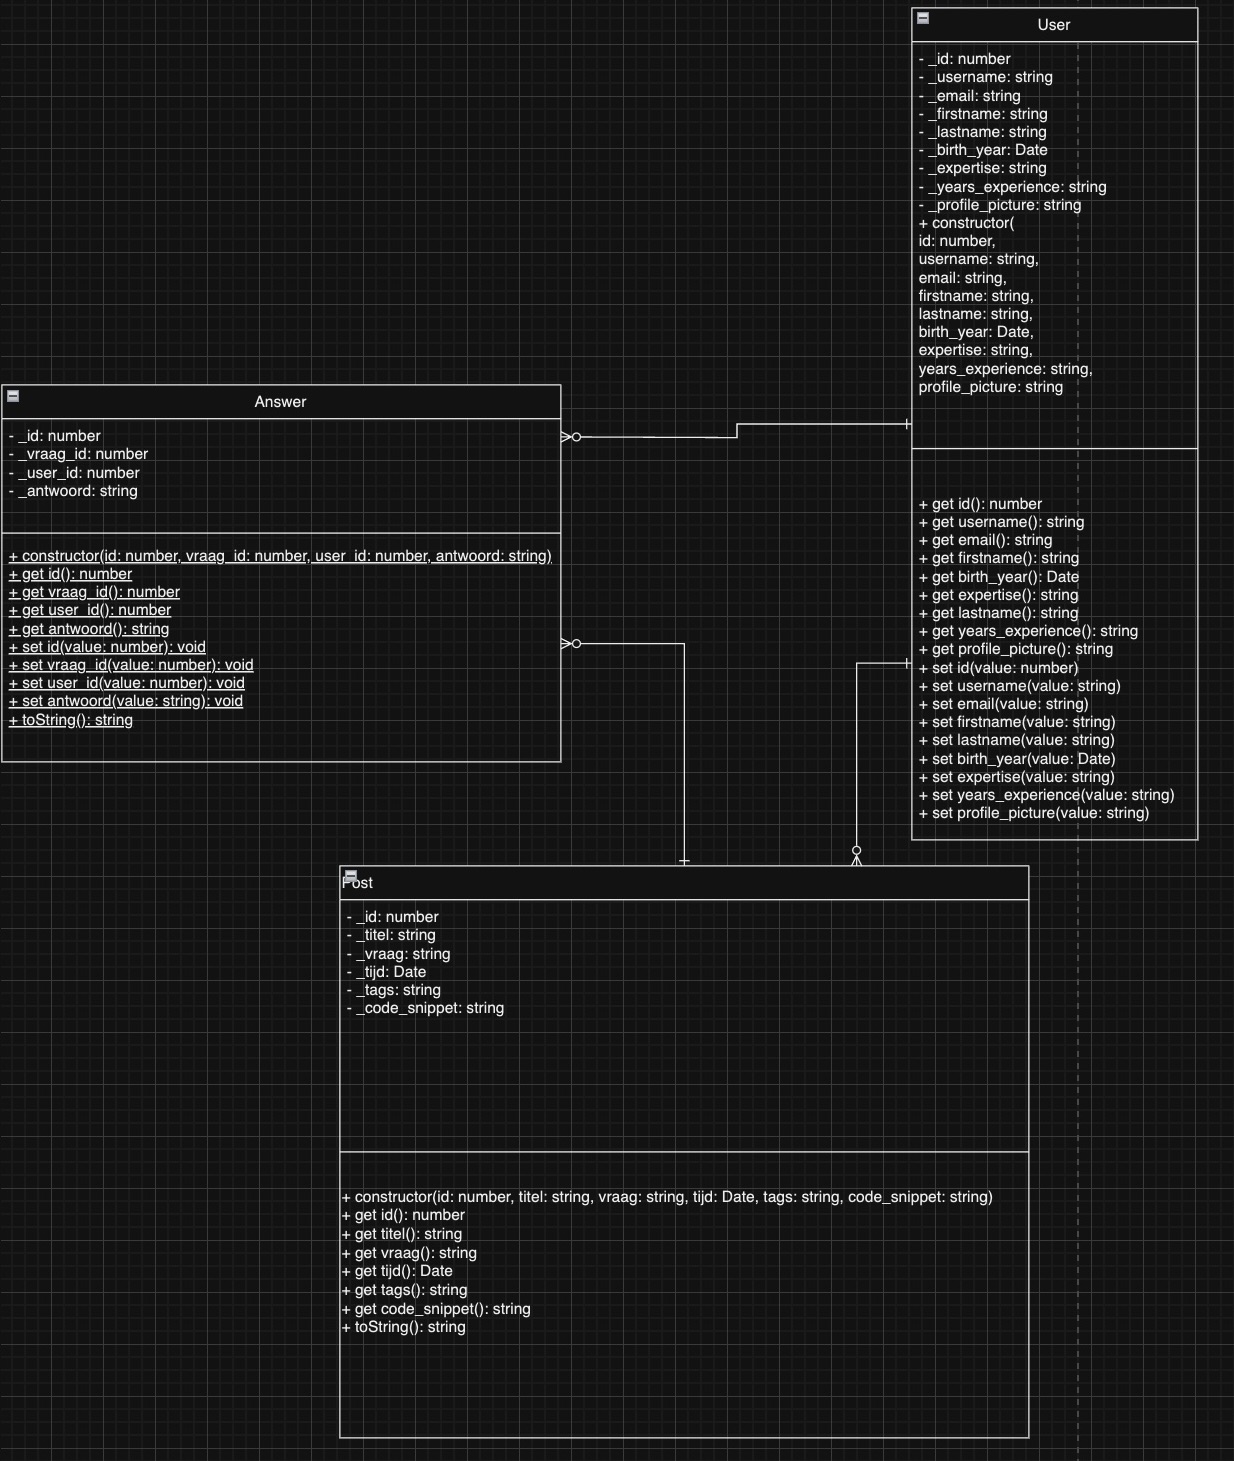 User
- _id: number
- _username: string
- _email: string
- _firstname: string
- _lastname: string
- _birth_year: Date
- _expertise: string
- _years_experience: string
- _profile_picture: string
+ constructor(
id: number,
username: string,
email: string,
firstname: string,
lastname: string,
birth_year: Date,
expertise: string,
years_experience: string,
profile_picture: string
+ get id(): number
+ get username(): string
+ get email(): string
+ get firstname(): string
+ get birth_year(): Date
+ get expertise(): string
+ get lastname(): string
+ get years_experience(): string
+ get profile_picture(): string
+ set id(value: number)
+ set username(value: string)
+ set email(value: string)
+ set firstname(value: string)
+ set lastname(value: string)
+ set birth_year(value: Date)
+ set expertise(value: string)
+ set years_experience(value: string)
+ set profile_picture(value: string)
Answer
- _id: number
- _vraag_id: number
- _user_id: number
- _antwoord: string
+ constructor(id: number, vraag_id: number, user_id: number, antwoord: string)
+ get id(): number
+ get vraag_id(): number
+ get user_id(): number
+ get antwoord(): string
+ set id(value: number): void
+ set vraag_id(value: number): void
+ set user_id(value: number): void
+ set antwoord(value: string): void
+ toString(): string
Post
- _id: number
- _titel: string
- _vraag: string
- _tijd: Date
- _tags: string
- _code_snippet: string
+ constructor(id: number, titel: string, vraag: string, tijd: Date, tags: string, code_snippet: string)
+ get id(): number
+ get titel(): string
+ get vraag(): string
+ get tijd(): Date
+ get tags(): string
+ get code_snippet(): string
+ toString(): string